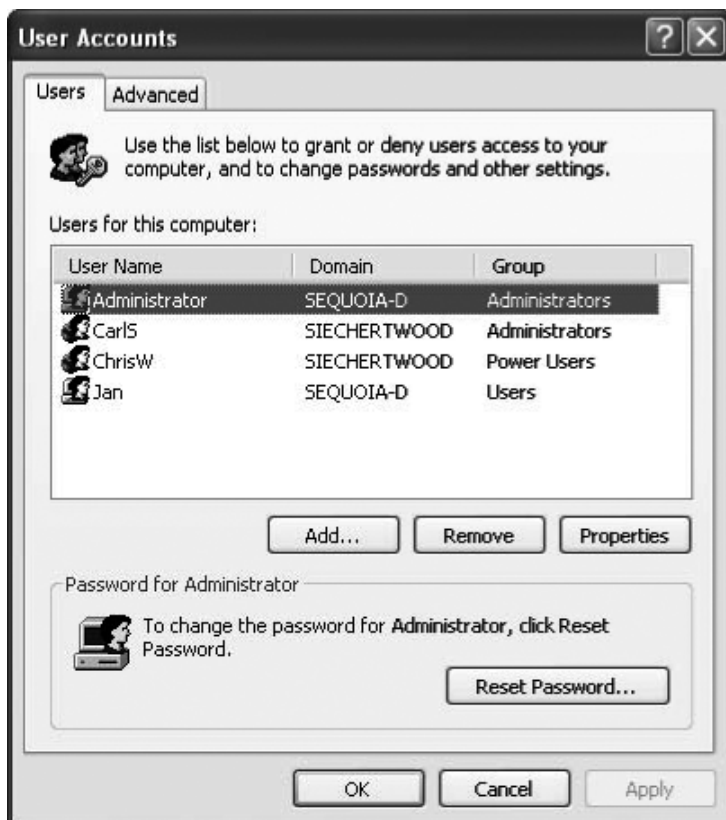 User Accounts
Users Advanced
Use the list below to grant or deny users access to your
computer, and to change passwords and other settings.
Users for this computer:
User Name Domain Group
Administrator SEQUOIA-D Administrators
CarlS SIECHERTWOOD Administrators
ChrisW SIECHERTWOOD Power Users
Jan SEQUOIA-D Users
Add... Remove Properties
Password for Administrator
To change the password for Administrator, click Reset
Password.
Reset Password...
OK Cancel Apply